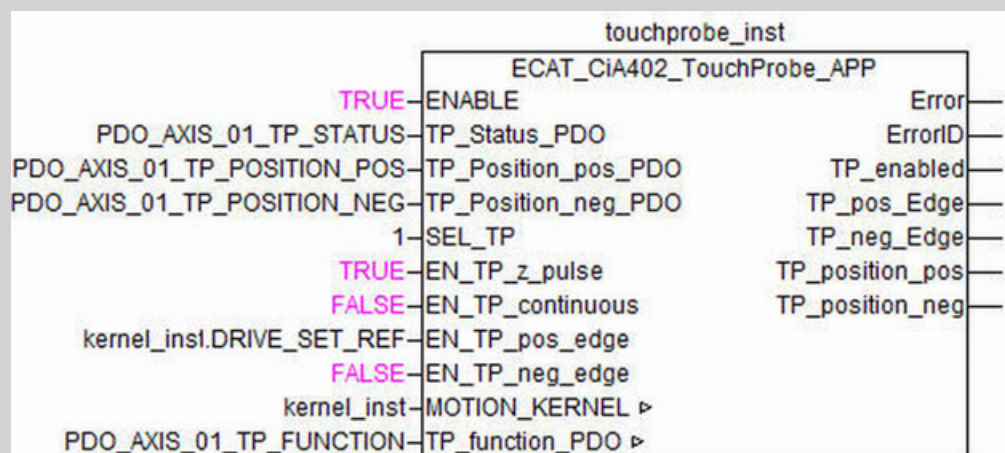 touchprobe_inst
ECAT_CiA402_TouchProbe_APP
TRUE ENABLE Error
PDO_AXIS_01_TP_STATUS TP_Status_PDO ErrorID
PDO_AXIS_01_TP_POSITION_POS TP_Position_pos_PDO TP_enabled
PDO_AXIS_01_TP_POSITION_NEG TP_Position_neg_PDO TP_pos_Edge
1 SEL_TP TP_neg_Edge
TRUE EN_TP_z_pulse TP_position_pos
FALSE EN_TP_continuous TP_position_neg
kernel_inst.DRIVE_SET_REF EN_TP_pos_edge
FALSE EN_TP_neg_edge
kernel_inst MOTION_KERNEL
PDO_AXIS_01_TP_FUNCTION TP_function_PDO